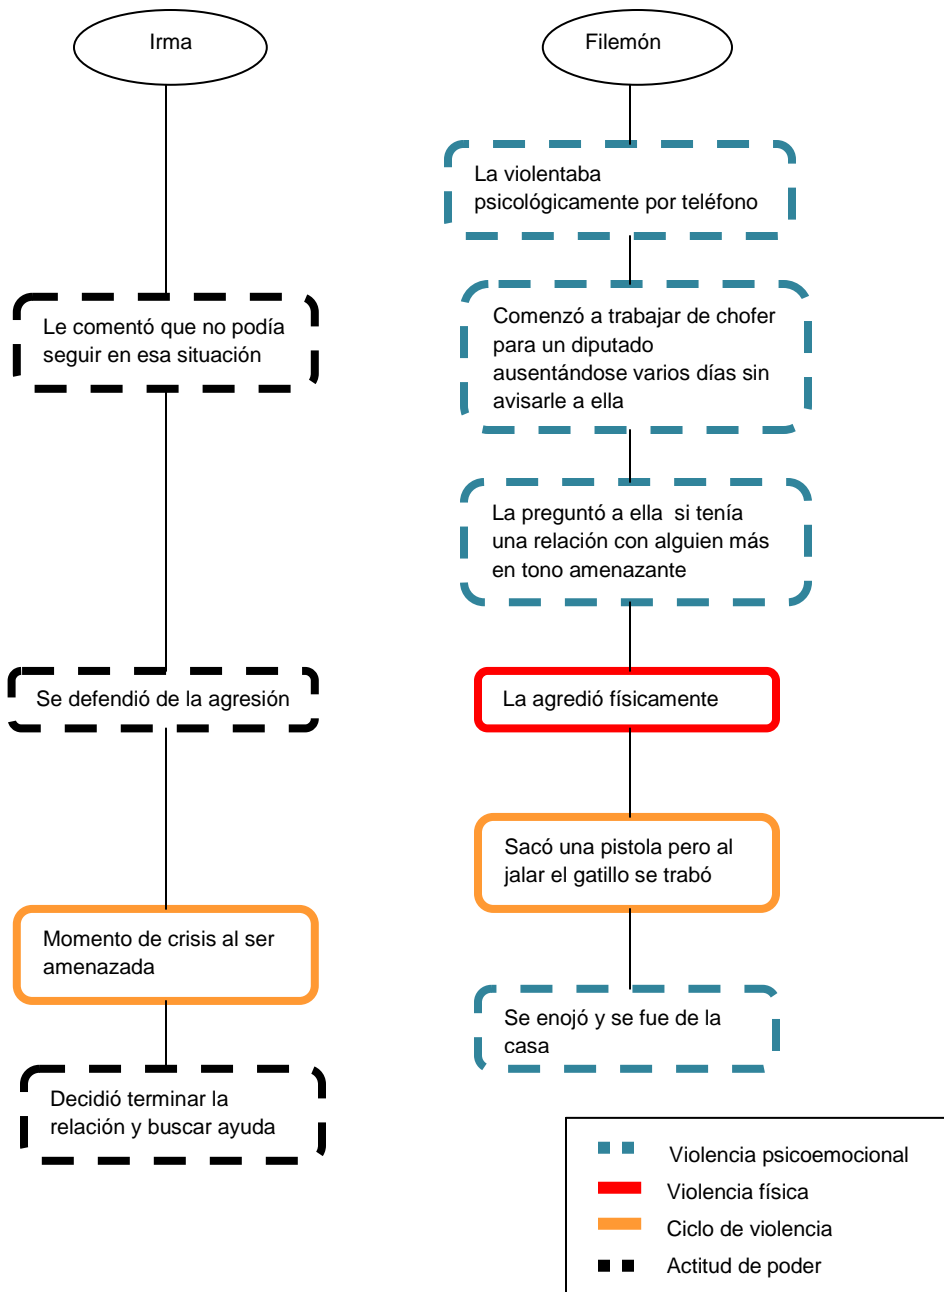 Irma
Filemón
La violentaba
psicológicamente por teléfono
Le comentó que no podía
seguir en esa situación
Comenzó a trabajar de chofer
para un diputado
ausentándose varios días sin
avisarle a ella
La preguntó a ella  si tenía
una relación con alguien más
en tono amenazante
Se defendió de la agresión
La agredió físicamente
Sacó una pistola pero al
jalar el gatillo se trabó
Momento de crisis al ser
amenazada
Se enojó y se fue de la
casa
Decidió terminar la
relación y buscar ayuda
Violencia psicoemocional
Violencia física
Ciclo de violencia
Actitud de poder